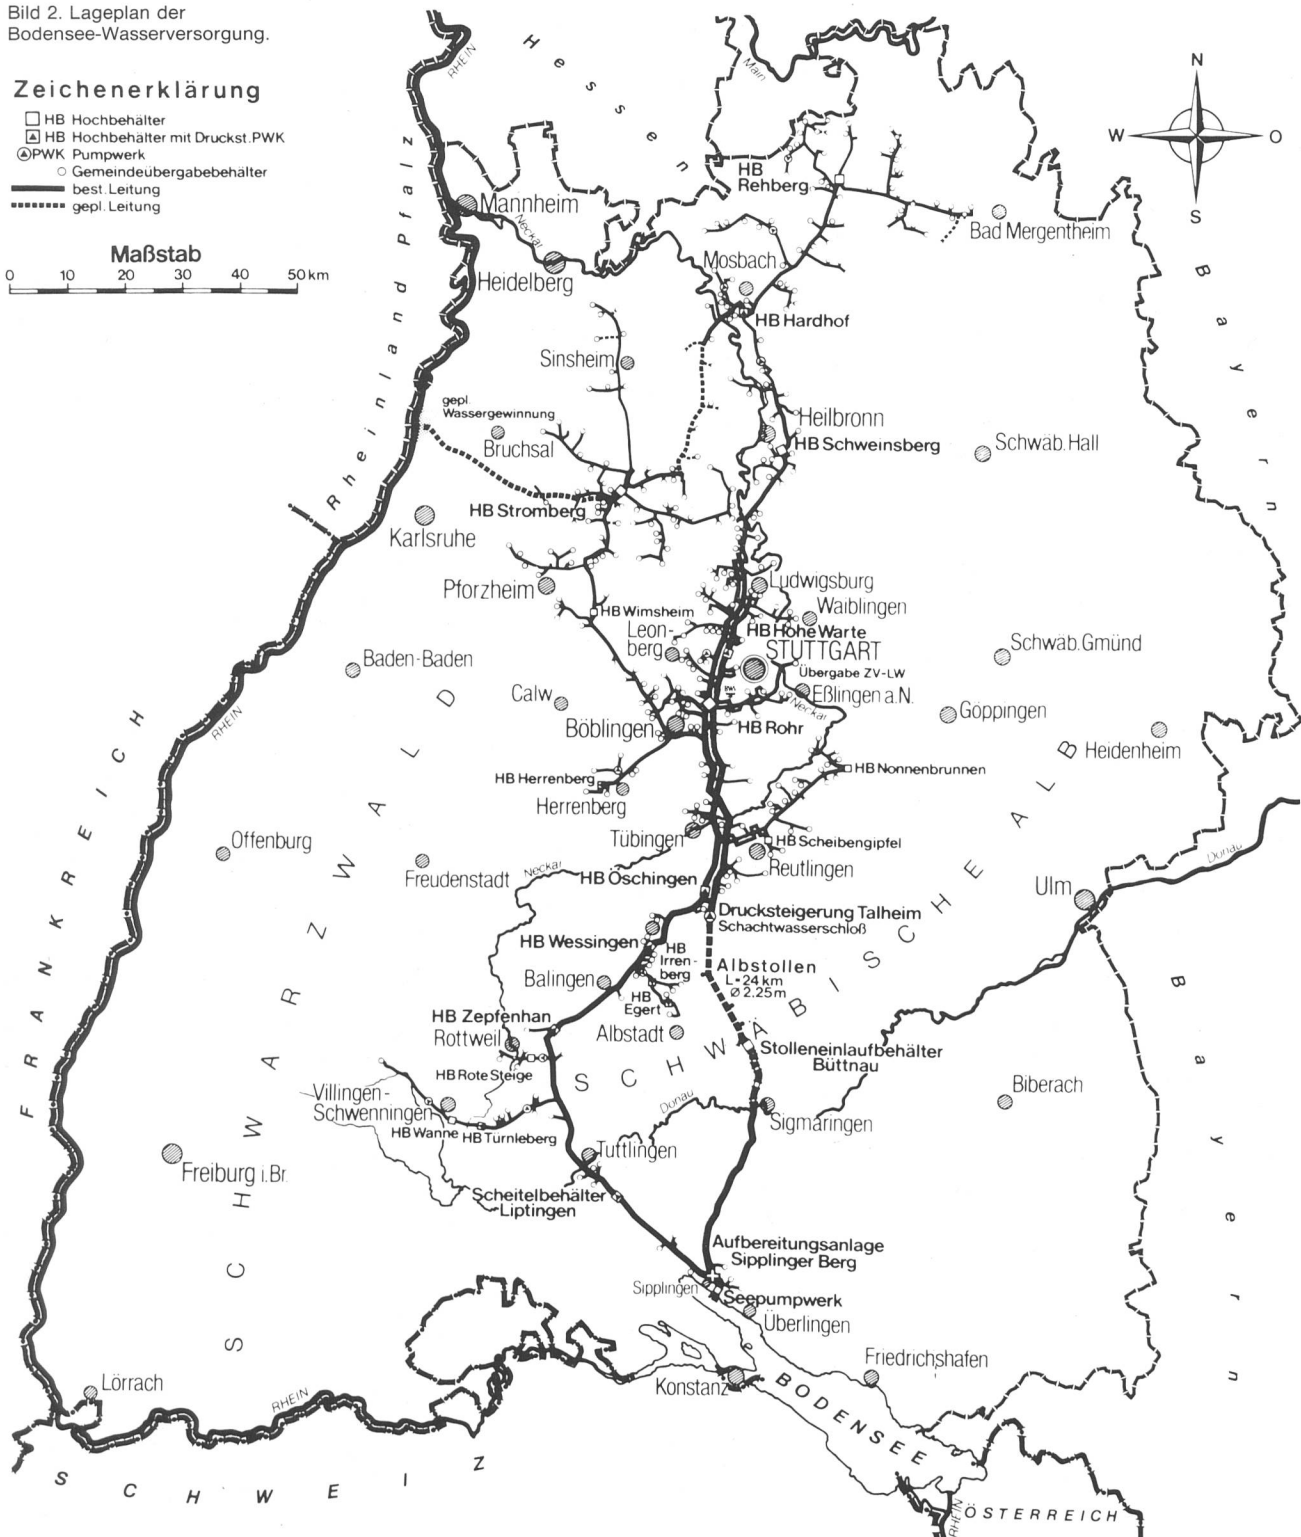 Bild 2. Lageplan der
Bodensee-Wasserversorgung.
Zeichenerklärung
HB Hochbehälter
HB Hochbehälter mit Druckst.PWK
PWK Pumpwerk
Gemeindeübergabebehälter
best. Leitung
gepl. Leitung
Maßstab
0 10 20 30 40 50 km
N
W O
S
RHEIN
Hessen
Main
Rheinland Pfalz
HB
Rehberg
Mannheim
Neckar
Bad Mergentheim
Heidelberg
Mosbach
Bayern
HB Hardhof
Sinsheim
gepl.
Wassergewinnung
Bruchsal
Heilbronn
HB Schweinsberg
Schwäb. Hall
HB Stromberg
Karlsruhe
Pforzheim
Ludwigsburg
HB Wimsheim
Waiblingen
Leon-
berg
HB Hohe Warte
STUTTGART
Schwäb. Gmünd
Baden-Baden
Übergabe ZV-LW
Calw
Eßlingen a.N.
Neckar
Göppingen
RHEIN
Böblingen
HB Rohr
Heidenheim
HB Herrenberg
HB Nonnenbrunnen
Herrenberg
FRANKREICH
SCHWARZWALD
SCHWÄBISCHE ALB
Offenburg
Tübingen
HB Scheibengipfel
Freudenstadt
Neckar
HB Öschingen
Reutlingen
Donau
Ulm
Drucksteigerung Talheim
Schachtwasserschloß
HB Wessingen
HB
Irren-
berg
Albstollen
L=24 km
Ø 2.25 m
Balingen
HB
Egert
Bayern
HB Zepfenhan
Rottweil
Albstadt
Stolleneinlaufbehälter
Büttnau
HB Rote Steige
Villingen-
Schwenningen
Donau
Biberach
HB Wanne
HB Türnleberg
Sigmaringen
Tuttlingen
Freiburg i.Br.
Scheitelbehälter
Liptingen
Aufbereitungsanlage
Sipplinger Berg
Sipplingen
Seepumpwerk
Überlingen
Friedrichshafen
Konstanz
Lörrach
RHEIN
BODENSEE
SCHWEIZ
RHEIN
ÖSTERREICH